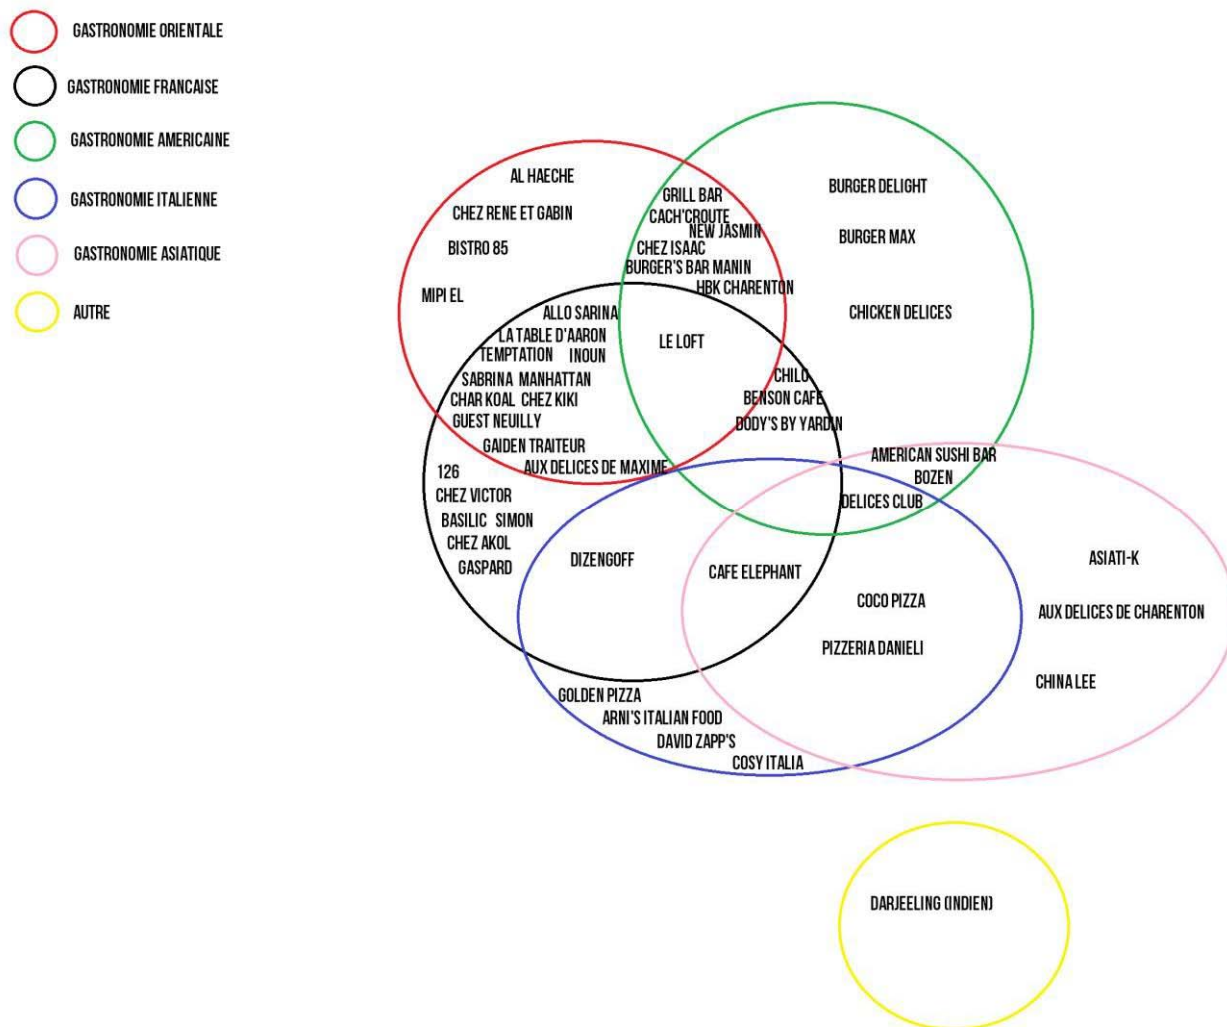 GASTRONOMIE ORIENTALE
GASTRONOMIE FRANCAISE
GASTRONOMIE AMERICAINE
GASTRONOMIE ITALIENNE
GASTRONOMIE ASIATIQUE
AUTRE
AL HAECHE
CHEZ RENE ET GABIN
BISTRO 85
MIPI EL
GRILL BAR
CACH'CROUTE
NEW JASMIN
CHEZ ISAAC
BURGER'S BAR MANIN
HBK CHARENTON
BURGER DELIGHT
BURGER MAX
CHICKEN DELICES
ALLO SARINA
LA TABLE D'AARON
TEMPTATION INOUN
SABRINA MANHATTAN
CHAR KOAL CHEZ KIKI
GUEST NEUILLY
GAIDEN TRAITEUR
AUX DELICES DE MAXIME
LE LOFT
CHILO
BENSON CAFE
DODY'S BY YARDIN
126
CHEZ VICTOR
BASILIC SIMON
CHEZ AKOL
GASPARD
AMERICAN SUSHI BAR
BOZEN
DELICES CLUB
DIZENGOFF
CAFE ELEPHANT
COCO PIZZA
PIZZERIA DANIELI
ASIATI-K
AUX DELICES DE CHARENTON
CHINA LEE
GOLDEN PIZZA
ARNI'S ITALIAN FOOD
DAVID ZAPP'S
COSY ITALIA
DARJEELING (INDIEN)